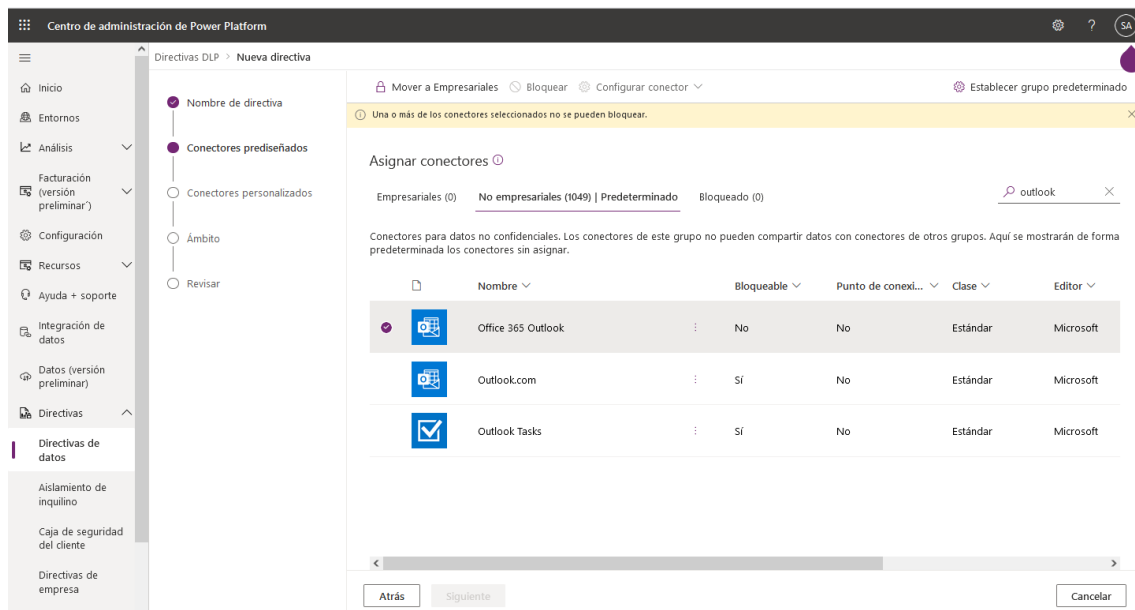 Centro de administración de Power Platform
?
SA
Directivas DLP > Nueva directiva
Inicio
Entornos
Análisis
Facturación
(versión
preliminar´)
Configuración
Recursos
Ayuda + soporte
Integración de
datos
Datos (versión
preliminar)
Directivas
Directivas de
datos
Aislamiento de
inquilino
Caja de seguridad
del cliente
Directivas de
empresa
Nombre de directiva
Conectores prediseñados
Conectores personalizados
Ámbito
Revisar
Mover a Empresariales Bloquear Configurar conector Establecer grupo predeterminado
Una o más de los conectores seleccionados no se pueden bloquear.
Asignar conectores
Empresariales (0) No empresariales (1049) | Predeterminado Bloqueado (0) outlook
Conectores para datos no confidenciales. Los conectores de este grupo no pueden compartir datos con conectores de otros grupos. Aquí se mostrarán de forma
predeterminada los conectores sin asignar.
Nombre Bloqueable Punto de conexi... Clase Editor
Office 365 Outlook No No Estándar Microsoft
Outlook.com Sí No Estándar Microsoft
Outlook Tasks Sí No Estándar Microsoft
Atrás Siguiente Cancelar